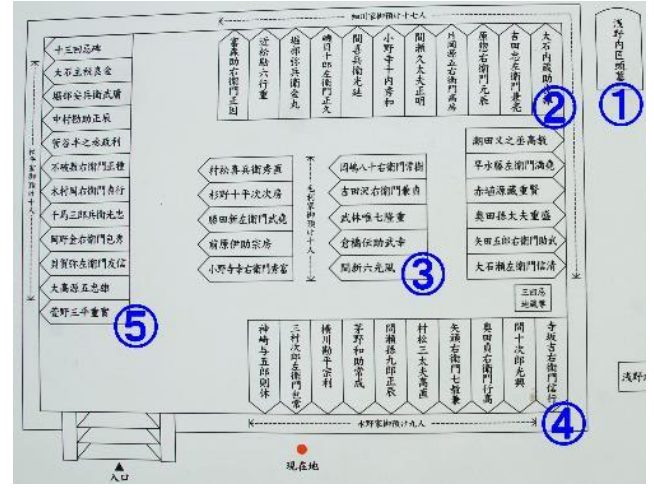 細川家御預け十七人
浅野内匠頭墓
①
大石内蔵助良雄
②
吉田忠左衛門兼亮
原惣右衛門元辰
片岡源五右衛門高房
間瀬久太夫正明
小野寺十内秀和
間喜兵衛光延
磯貝十郎左衛門正久
堀部弥兵衛金丸
近松勘六行重
富森助右衛門正因
潮田又之丞高教
早水藤左衛門満堯
赤埴源蔵重賢
奥田孫太夫重盛
矢田五郎右衛門助武
大石瀬左衛門信清
三回忌
地蔵尊
毛利家御預け十人
岡嶋八十右衛門常樹
吉田沢右衛門兼貞
武林唯七隆重
倉橋伝助武幸
間新六光風
③
村松喜兵衛秀直
杉野十平次次房
勝田新左衛門武堯
前原伊助宗房
小野寺幸右衛門秀富
松平家御預け十人
十三回忌碑
大石主税良金
堀部安兵衛武庸
中村勘助正辰
菅谷半之丞政利
不破数右衛門正種
木村岡右衛門貞行
千馬三郎兵衛光忠
岡野金右衛門包秀
貝賀弥左衛門友信
大高源五忠雄
萱野三平重實
⑤
寺坂吉右衛門信行
④
間十次郎光興
奥田貞右衛門行高
矢頭右衛門七教兼
村松三太夫高直
間瀬孫九郎正辰
茅野和助常成
横川勘平宗利
三村次郎左衛門包常
神崎与五郎則休
水野家御預け九人
浅野
現在地
入口